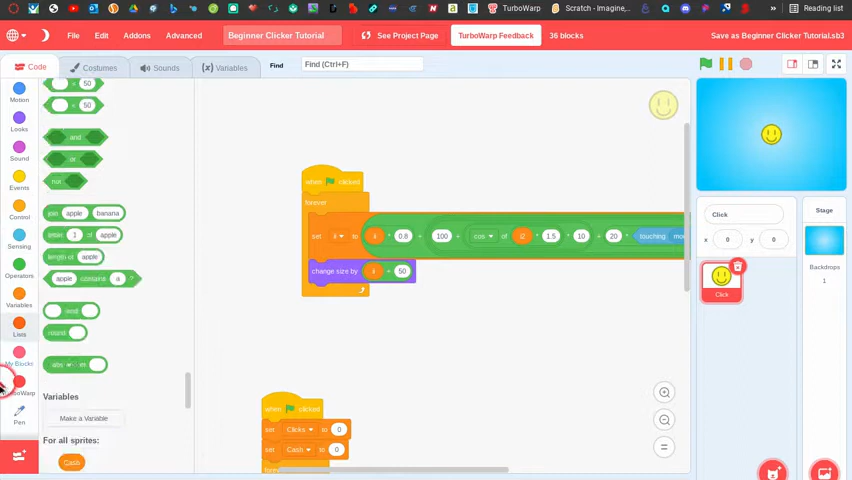 TurboWarp
Scratch - Imagine,...
»
Reading list
File
Edit
Addons
Advanced
Beginner Clicker Tutorial
See Project Page
TurboWarp Feedback
36 blocks
Save as Beginner Clicker Tutorial.sb3
Code
Costumes
Sounds
(x) Variables
Find
Find (Ctrl+F)
Motion
Looks
Sound
Events
Control
Sensing
Operators
Variables
Lists
My Blocks
Pen
50
< 50
and
or
not
join apple banana
letter 1 of apple
length of apple
apple contains a ?
mod
round
abs of
Variables
Make a Variable
For all sprites:
Cash
when clicked
forever
set to * 0.8 + 100 + cos of * 1.5 * 10 + 20 * touching
change size by + 50
when clicked
set Clicks to 0
set Cash to 0
forever
Click
x 0 y 0
Click
Stage
Backdrops
1